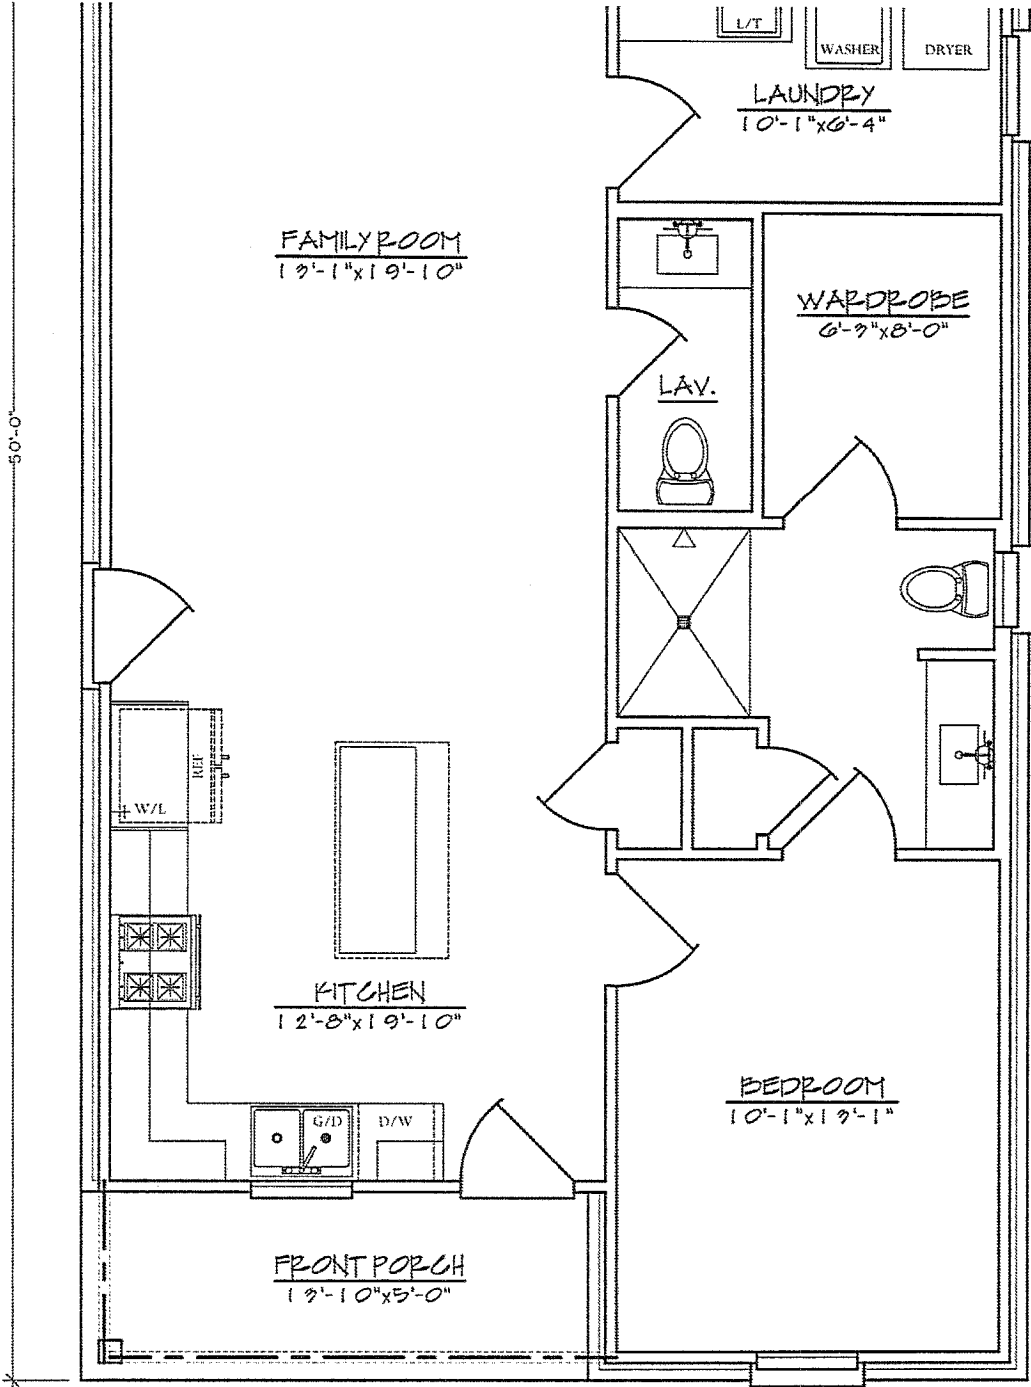 L/T
WASHER
DRYER
LAUNDRY
10'-1"x6'-4"
FAMILY ROOM
13'-1"x19'-10"
WARDROBE
6'-3"x8'-0"
LAV.
50'-0"
REF
W/L
KITCHEN
12'-8"x19'-10"
BEDROOM
10'-1"x13'-1"
G/D
D/W
FRONT PORCH
13'-10"x5'-0"